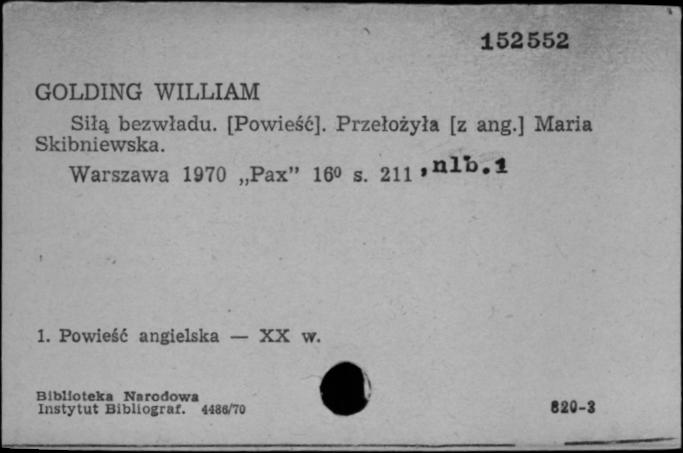 152552
GOLDING WILLIAM
Siłą bezwładu. [Powieść]. Przełożyła [z ang.] Maria
Skibniewska.
Warszawa 1970 „Pax” 16⁰ s. 211, nlb.1
1. Powieść angielska — XX w.
Biblioteka Narodowa
Instytut Bibliograf. 4486/70
820-3